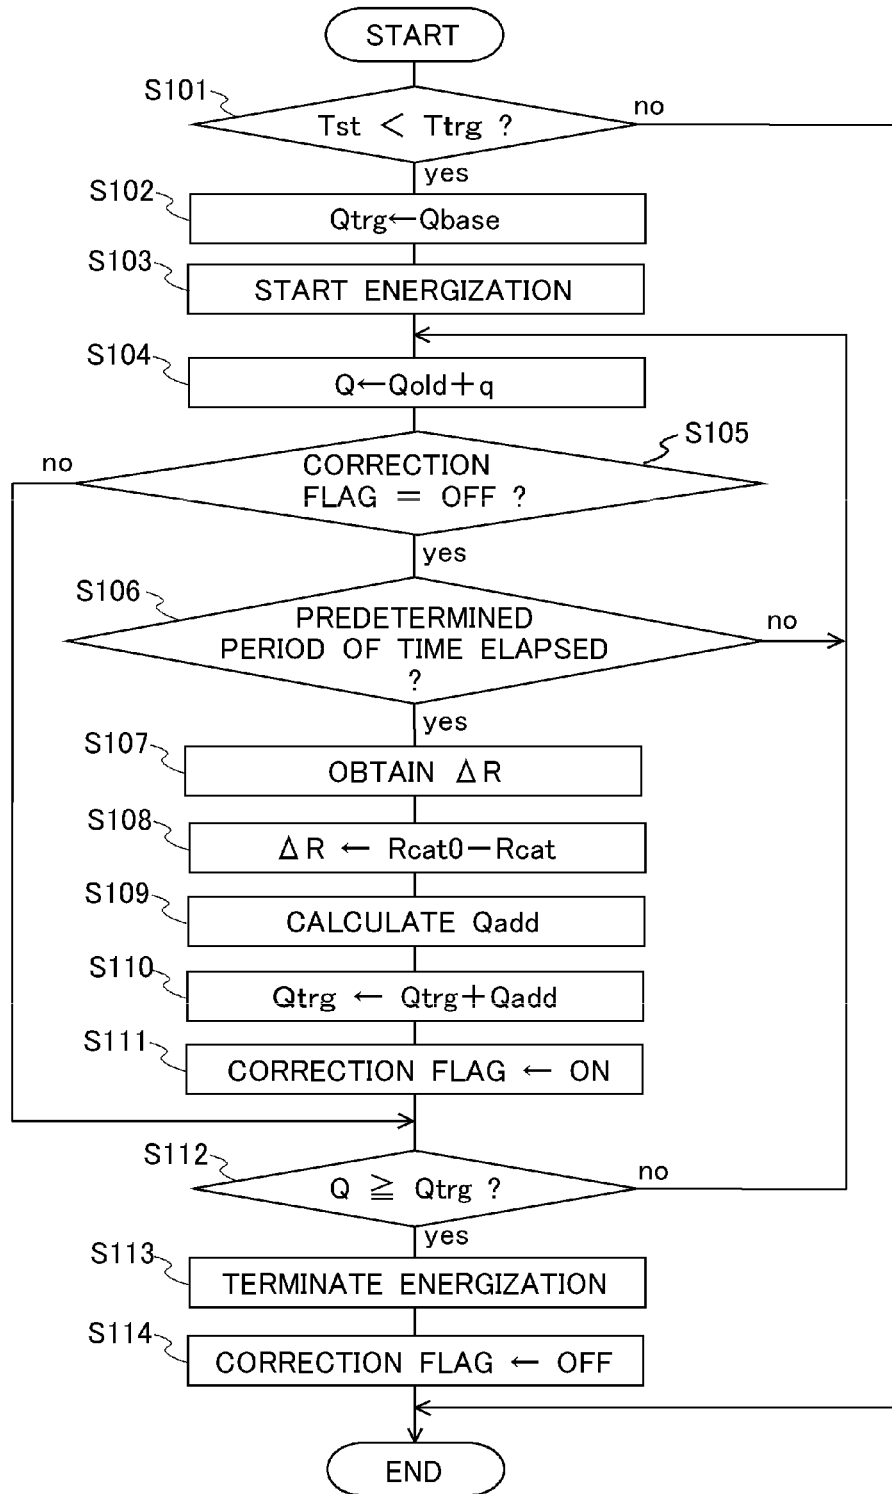 START
S101
Tst < Ttrg ?
no
yes
S102
Qtrg←Qbase
S103
START ENERGIZATION
S104
Q←Qold+q
S105
no
CORRECTION
FLAG = OFF ?
yes
S106
PREDETERMINED
PERIOD OF TIME ELAPSED
?
no
yes
S107
OBTAIN ΔR
S108
ΔR ← Rcat0−Rcat
S109
CALCULATE Qadd
S110
Qtrg ← Qtrg+Qadd
S111
CORRECTION FLAG ← ON
S112
Q ≧ Qtrg ?
no
yes
S113
TERMINATE ENERGIZATION
S114
CORRECTION FLAG ← OFF
END